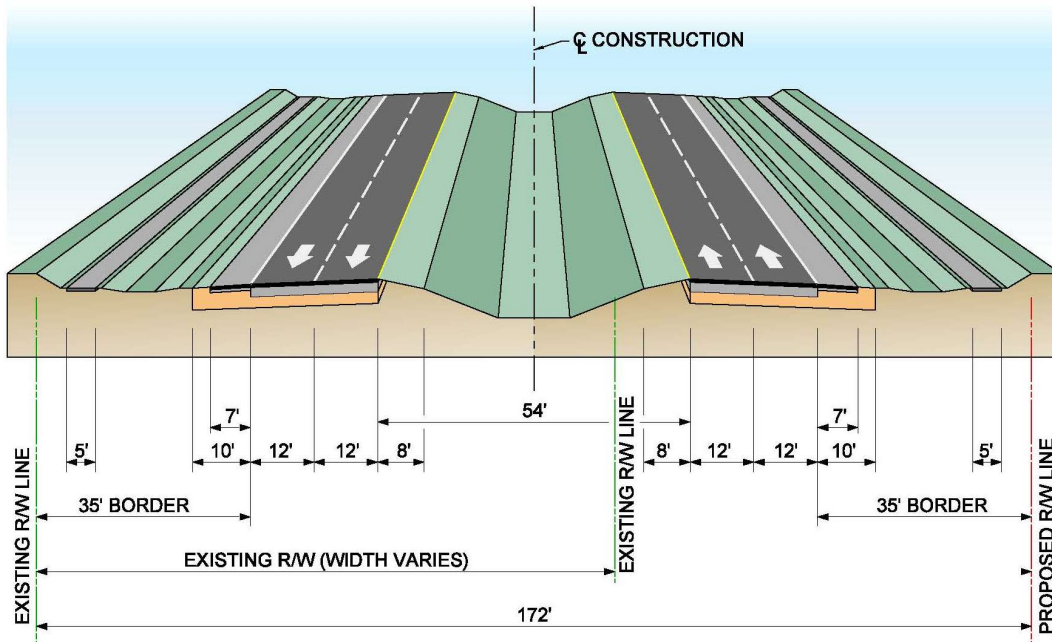 ℄ CONSTRUCTION
54'
7'
7'
5'
10'
12'
12'
8'
8'
12'
12'
10'
5'
35' BORDER
35' BORDER
EXISTING R/W (WIDTH VARIES)
172'
EXISTING R/W LINE
EXISTING R/W LINE
PROPOSED R/W LINE